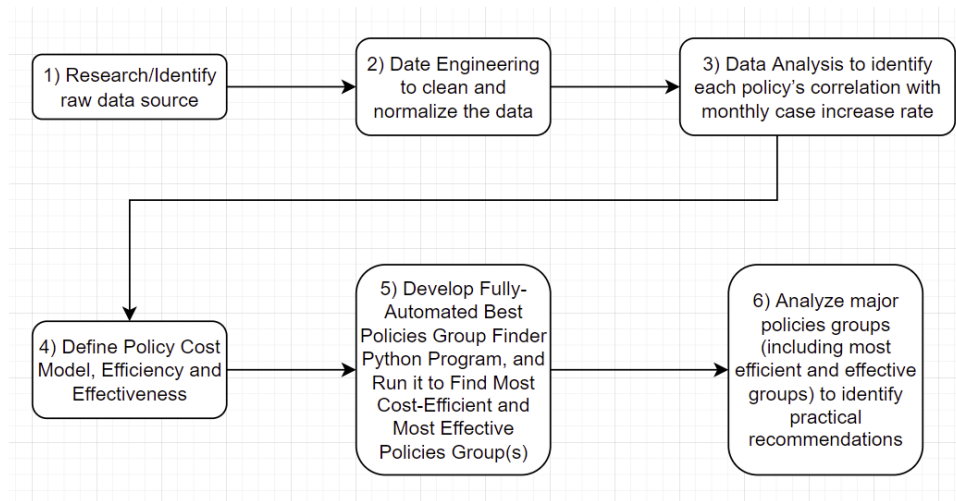 1) Research/Identify
raw data source
2) Date Engineering
to clean and
normalize the data
3) Data Analysis to identify
each policy's correlation with
monthly case increase rate
4) Define Policy Cost
Model, Efficiency and
Effectiveness
5) Develop Fully-
Automated Best
Policies Group Finder
Python Program, and
Run it to Find Most
Cost-Efficient and
Most Effective
Policies Group(s)
6) Analyze major
policies groups
(including most
efficient and effective
groups) to identify
practical
recommendations